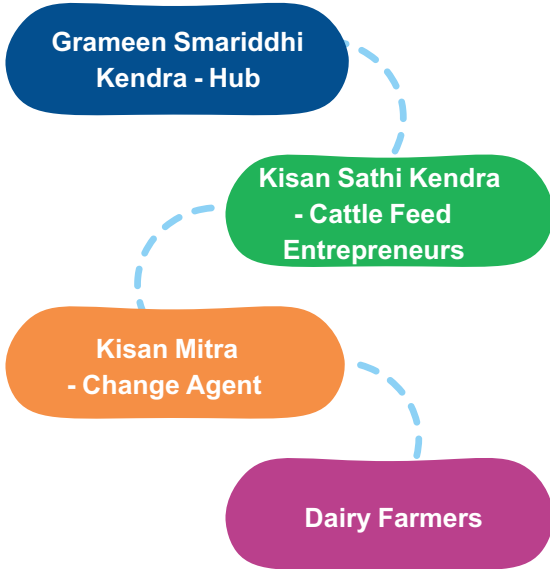 Grameen Smariddhi
Kendra - Hub
Kisan Sathi Kendra
- Cattle Feed
Entrepreneurs
Kisan Mitra
- Change Agent
Dairy Farmers